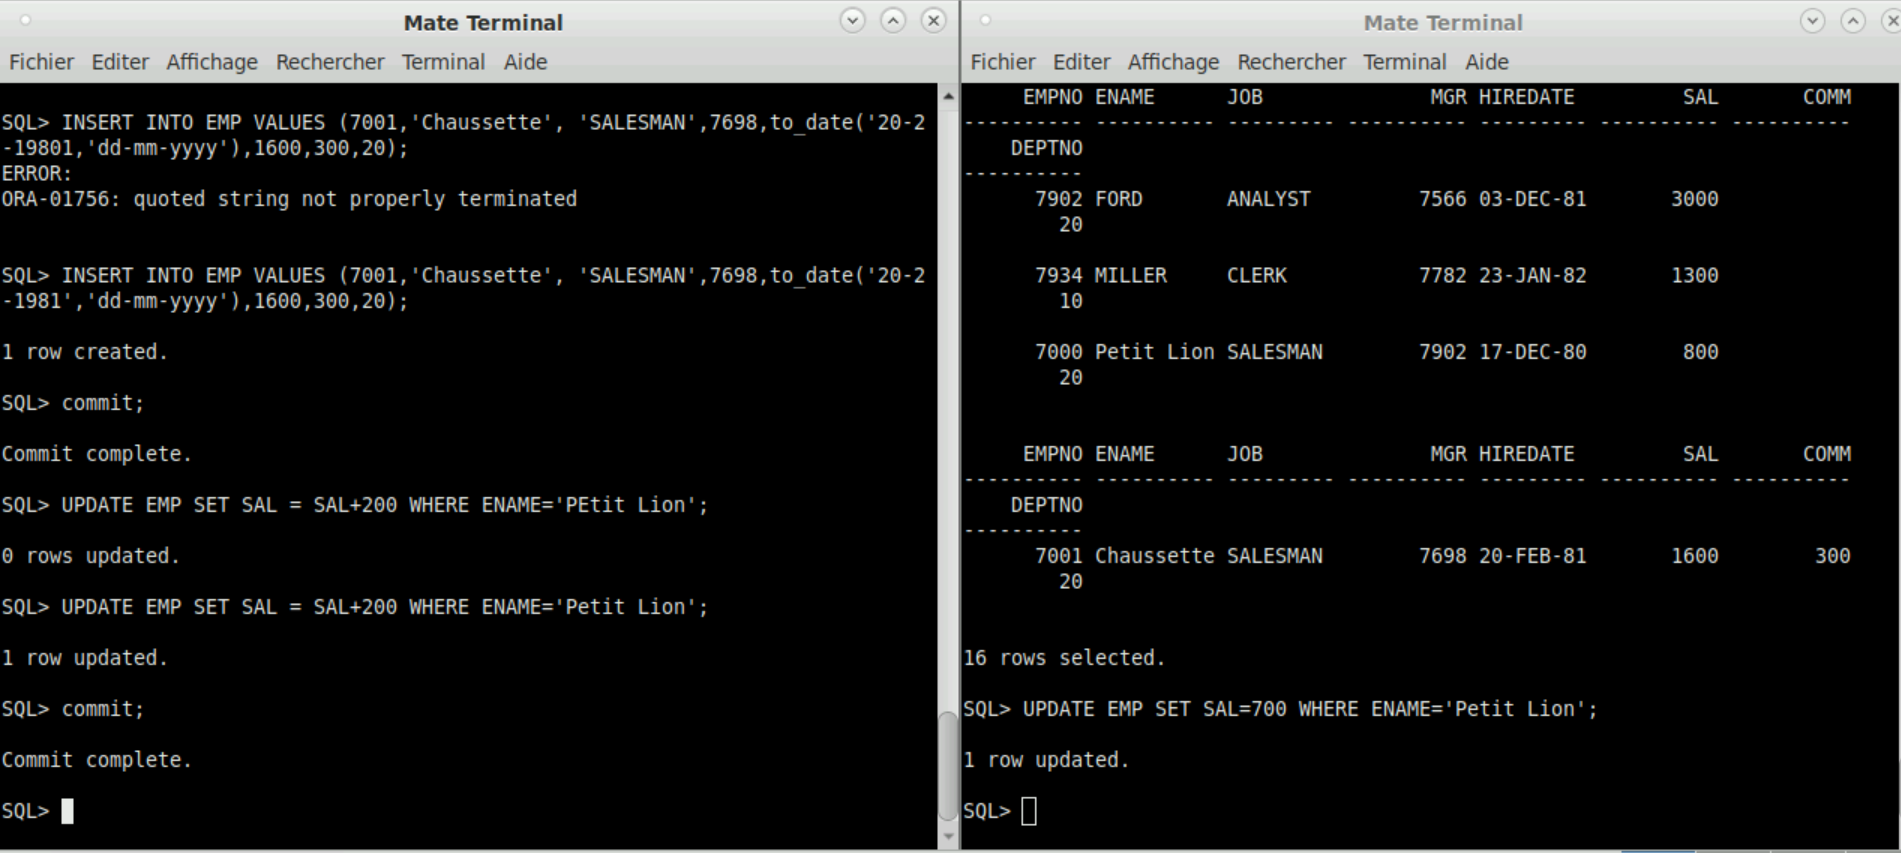 Mate Terminal
Fichier Editer Affichage Rechercher Terminal Aide
SQL> INSERT INTO EMP VALUES (7001,'Chaussette', 'SALESMAN',7698,to_date('20-2
-19801,'dd-mm-yyyy'),1600,300,20);
ERROR:
ORA-01756: quoted string not properly terminated
SQL> INSERT INTO EMP VALUES (7001,'Chaussette', 'SALESMAN',7698,to_date('20-2
-1981','dd-mm-yyyy'),1600,300,20);
1 row created.
SQL> commit;
Commit complete.
SQL> UPDATE EMP SET SAL = SAL+200 WHERE ENAME='PEtit Lion';
0 rows updated.
SQL> UPDATE EMP SET SAL = SAL+200 WHERE ENAME='Petit Lion';
1 row updated.
SQL> commit;
Commit complete.
SQL>
Mate Terminal
Fichier Editer Affichage Rechercher Terminal Aide
EMPNO ENAME JOB MGR HIREDATE SAL COMM
---------- ---------- --------- ---------- --------- ---------- ----------
DEPTNO
----------
7902 FORD ANALYST 7566 03-DEC-81 3000
20
7934 MILLER CLERK 7782 23-JAN-82 1300
10
7000 Petit Lion SALESMAN 7902 17-DEC-80 800
20
EMPNO ENAME JOB MGR HIREDATE SAL COMM
---------- ---------- --------- ---------- --------- ---------- ----------
DEPTNO
----------
7001 Chaussette SALESMAN 7698 20-FEB-81 1600 300
20
16 rows selected.
SQL> UPDATE EMP SET SAL=700 WHERE ENAME='Petit Lion';
1 row updated.
SQL>